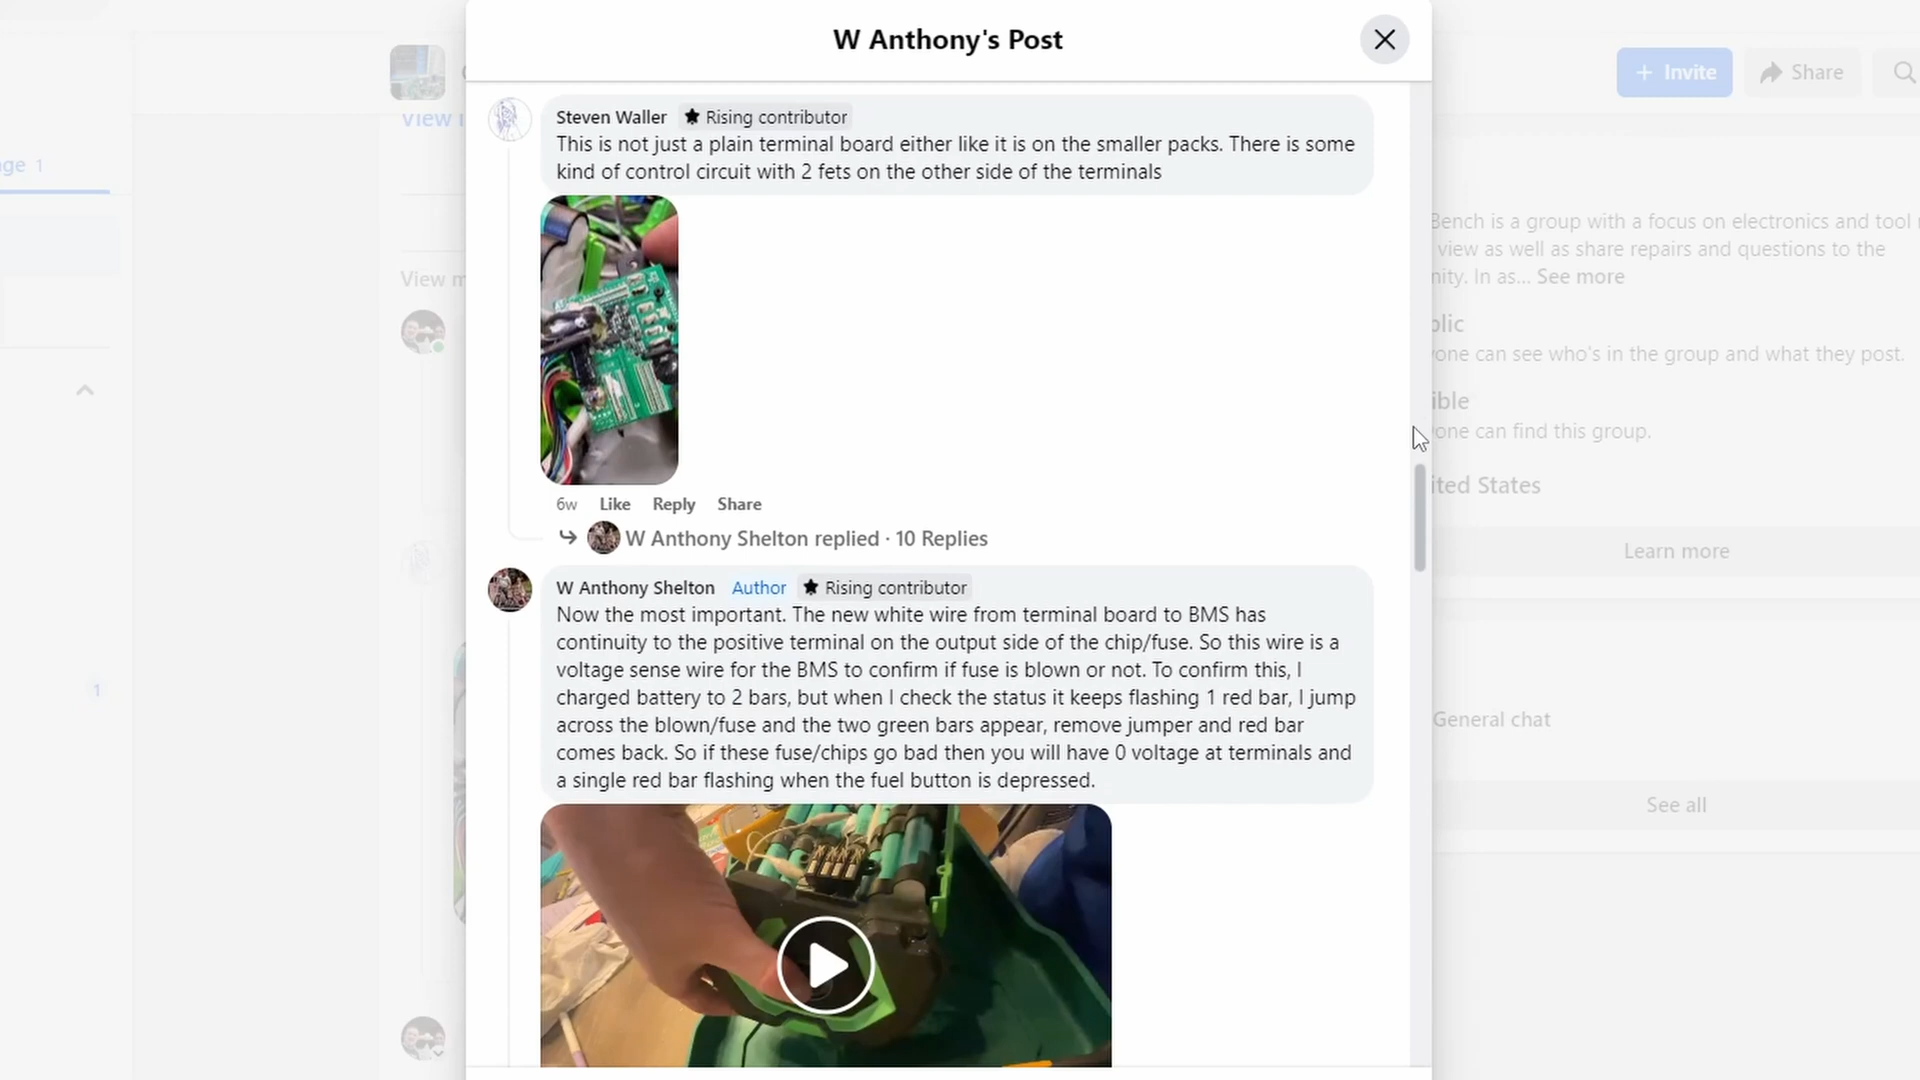 W Anthony's Post
Invite
Share
View
ge 1
View m
Steven Waller Rising contributor
This is not just a plain terminal board either like it is on the smaller packs. There is some
kind of control circuit with 2 fets on the other side of the terminals
6w Like Reply Share
W Anthony Shelton replied · 10 Replies
W Anthony Shelton Author Rising contributor
Now the most important. The new white wire from terminal board to BMS has
continuity to the positive terminal on the output side of the chip/fuse. So this wire is a
voltage sense wire for the BMS to confirm if fuse is blown or not. To confirm this, I
charged battery to 2 bars, but when I check the status it keeps flashing 1 red bar, I jump
across the blown/fuse and the two green bars appear, remove jumper and red bar
comes back. So if these fuse/chips go bad then you will have 0 voltage at terminals and
a single red bar flashing when the fuel button is depressed.
1
Bench is a group with a focus on electronics and tool
view as well as share repairs and questions to the
nity. In as... See more
blic
one can see who's in the group and what they post.
ible
one can find this group.
ited States
Learn more
General chat
See all